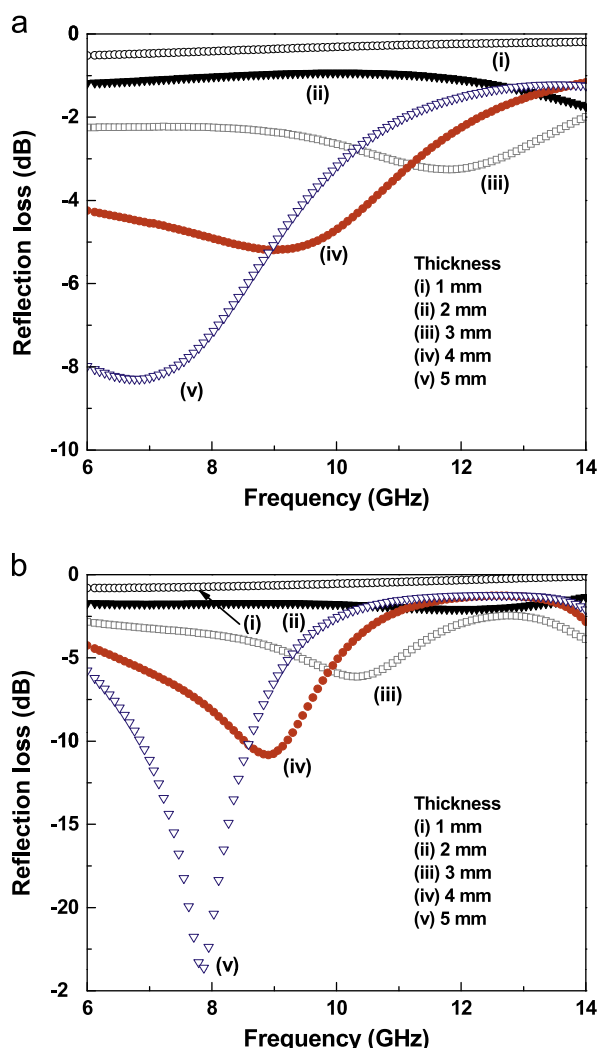 a
0
-2
-4
-6
-8
-10
Reflection loss (dB)
(i)
(ii)
(iii)
(iv)
(v)
Thickness
(i) 1 mm
(ii) 2 mm
(iii) 3 mm
(iv) 4 mm
(v) 5 mm
6 8 10 12 14
Frequency (GHz)
b
0
-5
-10
-15
-20
-2
Reflection loss (dB)
(i)
(ii)
(iii)
(iv)
(v)
Thickness
(i) 1 mm
(ii) 2 mm
(iii) 3 mm
(iv) 4 mm
(v) 5 mm
6 8 10 12 14
Frequency (GHz)